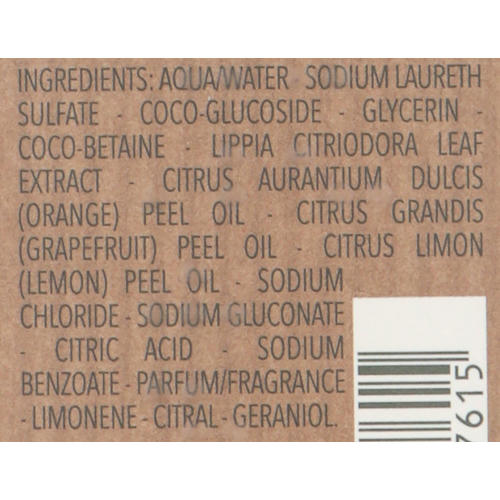 INGREDIENTS: AQUA/WATER SODIUM LAURETH
SULFATE - COCO-GLUCOSIDE - GLYCERIN -
COCO-BETAINE - LIPPIA CITRIODORA LEAF
EXTRACT - CITRUS AURANTIUM DULCIS
(ORANGE) PEEL OIL - CITRUS GRANDIS
(GRAPEFRUIT) PEEL OIL - CITRUS LIMON
(LEMON) PEEL OIL - SODIUM
CHLORIDE - SODIUM GLUCONATE
- CITRIC ACID - SODIUM
BENZOATE - PARFUM/FRAGRANCE
- LIMONENE - CITRAL - GERANIOL.
7615